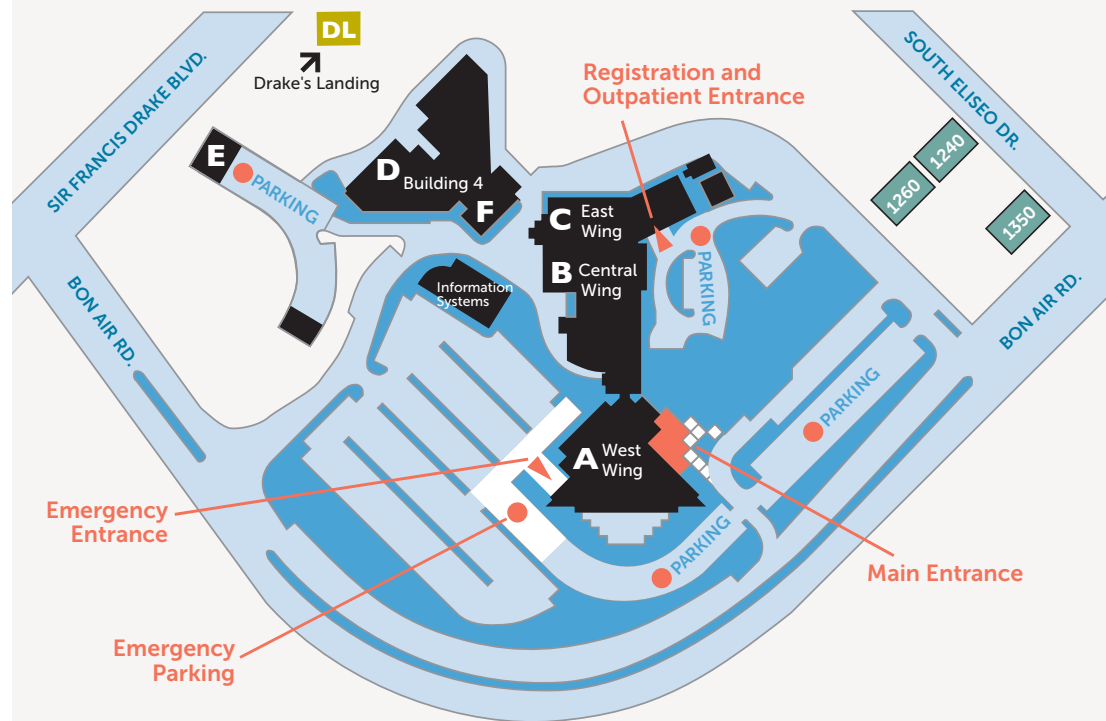 DL
Drake's Landing
SIR FRANCIS DRAKE BLVD.
SOUTH ELISEO DR.
Registration and
Outpatient Entrance
1240
1260
1350
E
PARKING
D
Building 4
F
C
East
Wing
B
Central
Wing
PARKING
Information
Systems
BON AIR RD.
BON AIR RD.
PARKING
A
West
Wing
Emergency
Entrance
PARKING
Main Entrance
Emergency
Parking